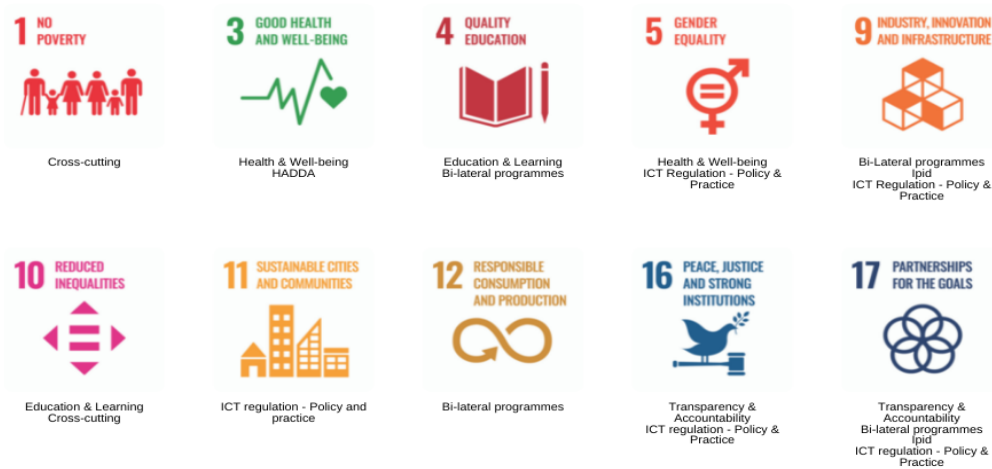 1 NO
POVERTY
Cross-cutting
3 GOOD HEALTH
AND WELL-BEING
Health & Well-being
HADDA
4 QUALITY
EDUCATION
Education & Learning
Bi-lateral programmes
5 GENDER
EQUALITY
Health & Well-being
ICT Regulation - Policy &
Practice
9 INDUSTRY, INNOVATION
AND INFRASTRUCTURE
Bi-Lateral programmes
Ipid
ICT Regulation - Policy &
Practice
10 REDUCED
INEQUALITIES
Education & Learning
Cross-cutting
11 SUSTAINABLE CITIES
AND COMMUNITIES
ICT regulation - Policy and
practice
12 RESPONSIBLE
CONSUMPTION
AND PRODUCTION
Bi-lateral programmes
16 PEACE, JUSTICE
AND STRONG
INSTITUTIONS
Transparency &
Accountability
ICT regulation - Policy &
Practice
17 PARTNERSHIPS
FOR THE GOALS
Transparency &
Accountability
Bi-lateral programmes
Ipid
ICT regulation - Policy &
Practice